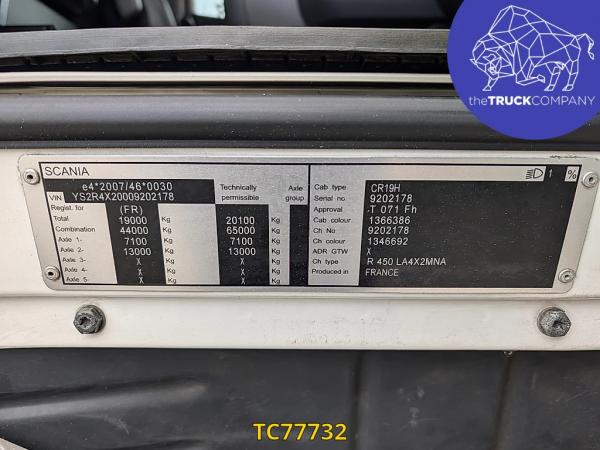 theTRUCKCOMPANY
SCANIA
1 %
e4*2007/46*0030
VIN YS2R4X20009202178
Technically permissible
Axle group
Regist. for (FR)
Total 19000 Kg 20100 Kg
Combination 44000 Kg 65000 Kg
Axle 1- 7100 Kg 7100 Kg
Axle 2- 13000 Kg 13000 Kg
Axle 3- X Kg X Kg
Axle 4- X Kg X Kg
Axle 5- X Kg X Kg
Cab type CR19H
Serial no. 9202178
Approval T 071 Fh
Cab colour 1366386
Ch No 9202178
Ch colour 1346692
ADR GTW X
Ch type R 450 LA4X2MNA
Produced in FRANCE
TC77732